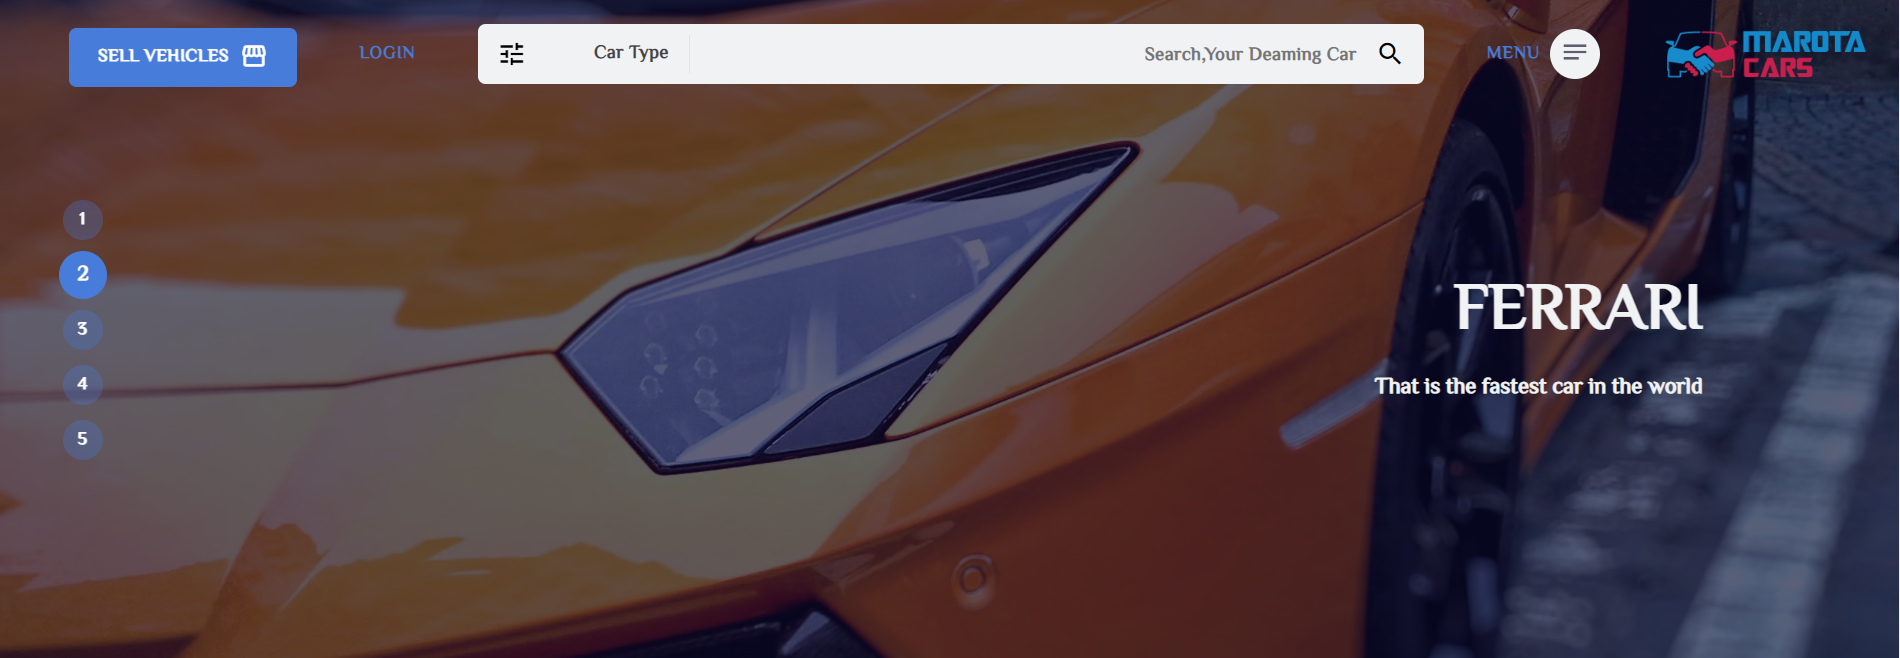 SELL VEHICLES
LOGIN
Car Type
Search,Your Deaming Car
MENU
MAROTA
CARS
1
2
3
4
5
FERRARI
That is the fastest car in the world